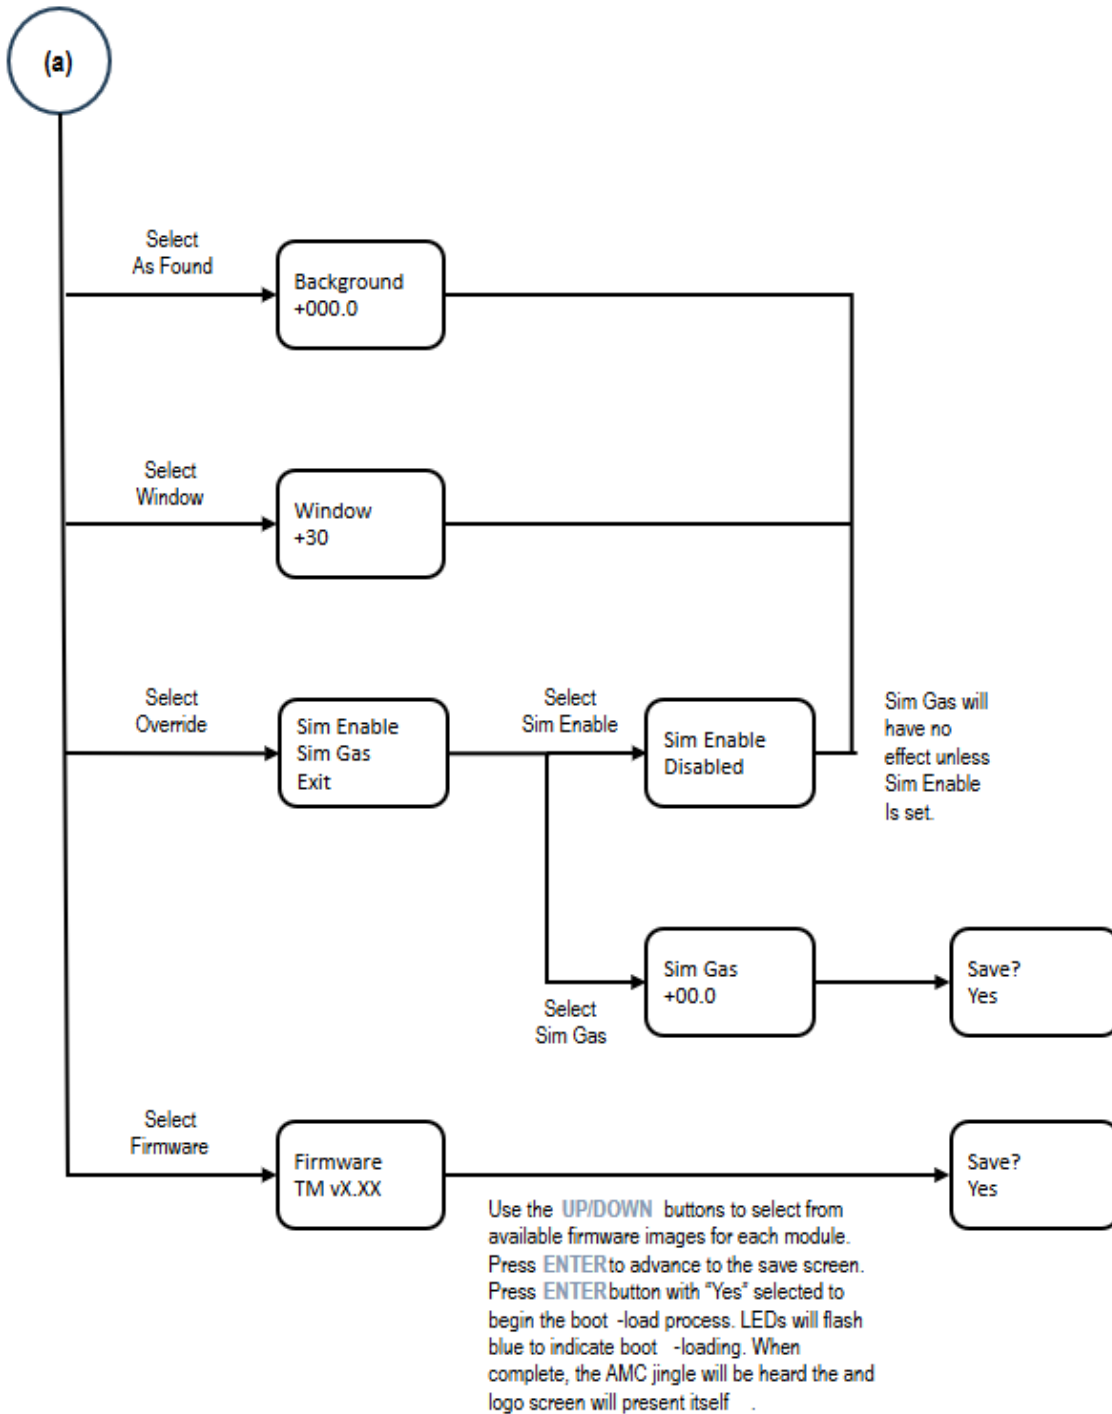 (a)
Select
As Found
Background
+000.0
Select
Window
Window
+30
Select
Override
Sim Enable
Sim Gas
Exit
Select
Sim Enable
Sim Enable
Disabled
Sim Gas will
have no
effect unless
Sim Enable
Is set.
Select
Sim Gas
Sim Gas
+00.0
Save?
Yes
Select
Firmware
Firmware
TM vX.XX
Save?
Yes
Use the UP/DOWN buttons to select from
available firmware images for each module.
Press ENTER to advance to the save screen.
Press ENTER button with "Yes" selected to
begin the boot -load process. LEDs will flash
blue to indicate boot -loading. When
complete, the AMC jingle will be heard the and
logo screen will present itself .